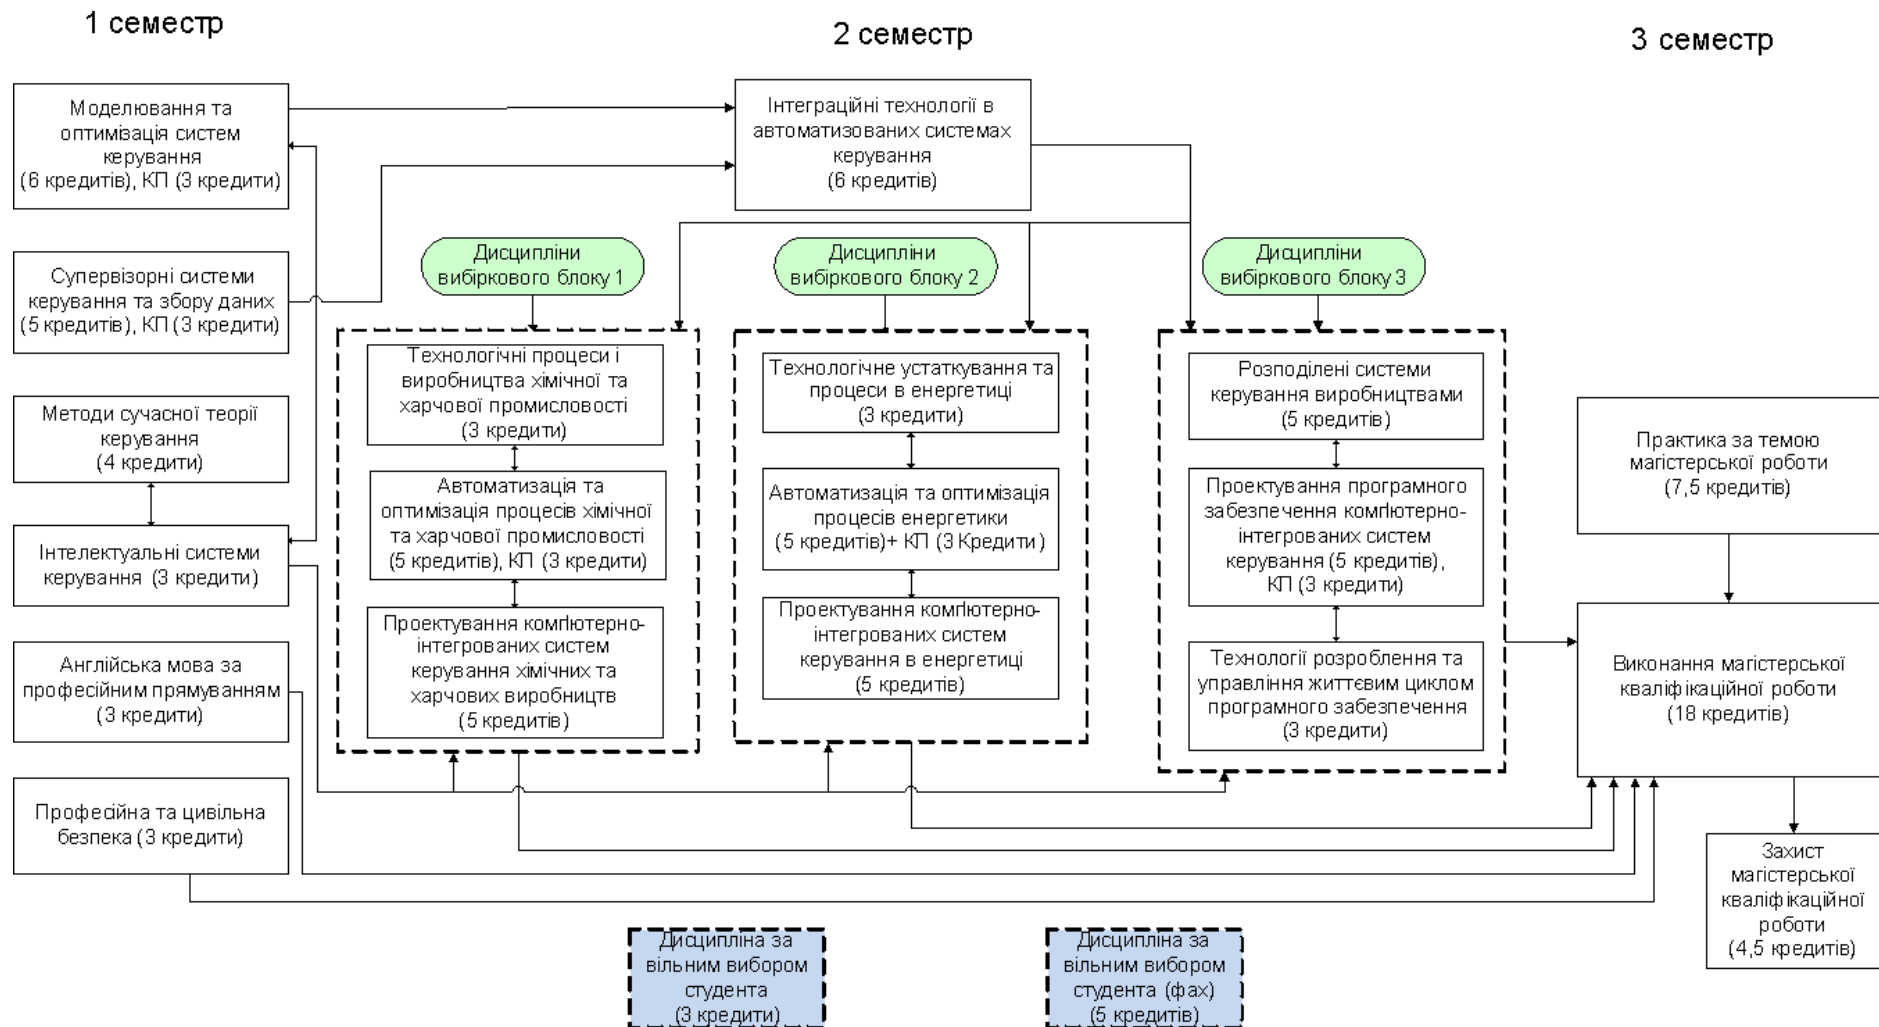 1 семестр
2 семестр
3 семестр
Моделювання та
оптимізація систем
керування
(6 кредитів), КП (3 кредити)
Супервізорні системи
керування та збору даних
(5 кредитів), КП (3 кредити)
Методи сучасної теорії
керування
(4 кредити)
Інтелектуальні системи
керування (3 кредити)
Англійська мова за
професійним прямуванням
(3 кредити)
Професійна та цивільна
безпека (3 кредити)
Інтеграційні технології в
автоматизованих системах
керування
(6 кредитів)
Дисципліни
вибіркового блоку 1
Технологічні процеси і
виробництва хімічної та
харчової промисловості
(3 кредити)
Автоматизація та
оптимізація процесів хімічної
та харчової промисловості
(5 кредитів), КП (3 кредити)
Проектування комп'ютерно-
інтегрованих систем
керування хімічних та
харчових виробництв
(5 кредитів)
Дисципліни
вибіркового блоку 2
Технологічне устаткування та
процеси в енергетиці
(3 кредити)
Автоматизація та оптимізація
процесів енергетики
(5 кредитів)+ КП (3 Кредити)
Проектування комп'ютерно-
інтегрованих систем
керування в енергетиці
(5 кредитів)
Дисципліни
вибіркового блоку 3
Розподілені системи
керування виробництвами
(5 кредитів)
Проектування програмного
забезпечення комп'ютерно-
інтегрованих систем
керування (5 кредитів),
КП (3 кредити)
Технології розроблення та
управління життєвим циклом
програмного забезпечення
(3 кредити)
Практика за темою
магістерської роботи
(7,5 кредитів)
Виконання магістерської
кваліфікаційної роботи
(18 кредитів)
Захист
магістерської
кваліфікаційної
роботи
(4,5 кредитів)
Дисципліна за
вільним вибором
студента
(3 кредити)
Дисципліна за
вільним вибором
студента (фах)
(5 кредитів)